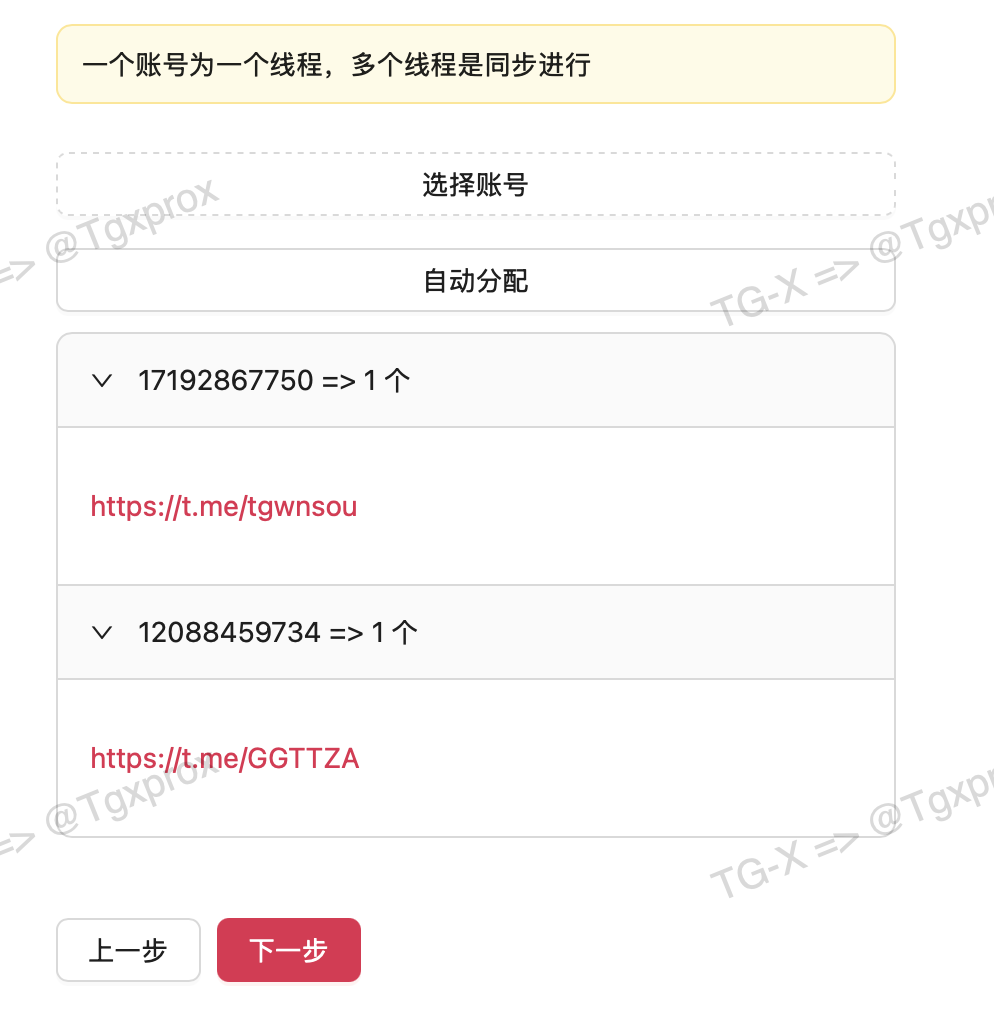 一个账号为一个线程，多个线程是同步进行
选择账号
=> @Tgxprox
TG-X => @Tgxpr
自动分配
17192867750 => 1 个
https://t.me/tgwnsou
12088459734 => 1 个
https://t.me/GGTTZA
=> @Tgxprox
TG-X => @Tgxpr
上一步
下一步